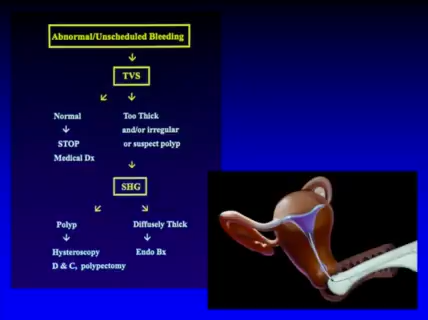 Abnormal/Unscheduled Bleeding
TVS
Normal
Too Thick
and/or irregular
or suspect polyp
STOP
Medical Dx
SHG
Polyp
Diffusely Thick
Hysteroscopy
Endo Bx
D & C, polypectomy